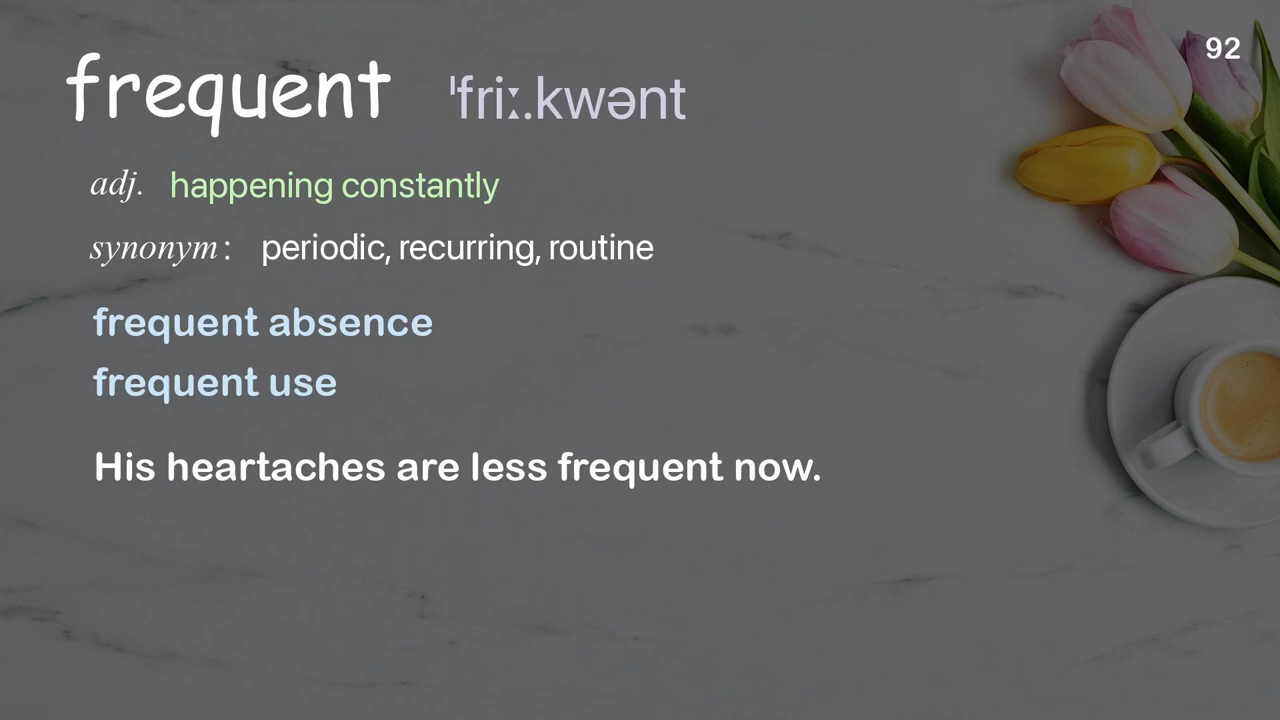 92
frequent ˈfriː.kwənt
adj. happening constantly
synonym: periodic, recurring, routine
frequent absence
frequent use
His heartaches are less frequent now.